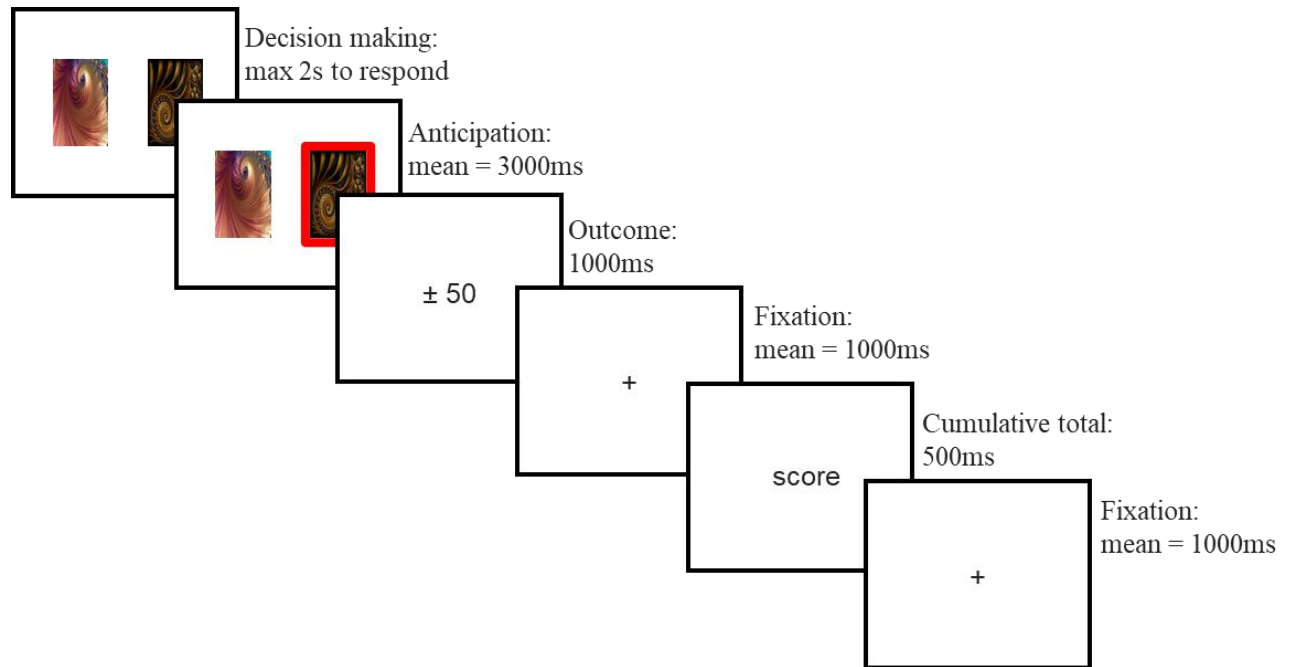 Decision making:
max 2s to respond
Anticipation:
mean = 3000ms
Outcome:
1000ms
± 50
Fixation:
mean = 1000ms
+
Cumulative total:
500ms
score
Fixation:
mean = 1000ms
+